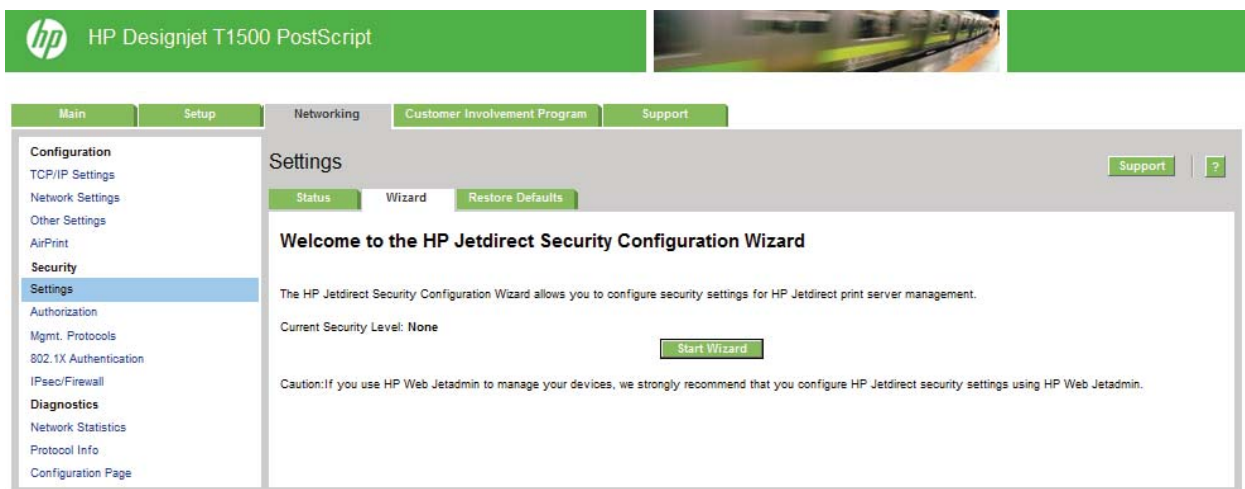 hp
HP Designjet T1500 PostScript
Main
Setup
Networking
Customer Involvement Program
Support
Configuration
TCP/IP Settings
Network Settings
Other Settings
AirPrint
Security
Settings
Authorization
Mgmt. Protocols
802.1X Authentication
IPsec/Firewall
Diagnostics
Network Statistics
Protocol Info
Configuration Page
Settings
Support
?
Status
Wizard
Restore Defaults
Welcome to the HP Jetdirect Security Configuration Wizard
The HP Jetdirect Security Configuration Wizard allows you to configure security settings for HP Jetdirect print server management.
Current Security Level: None
Start Wizard
Caution:If you use HP Web Jetadmin to manage your devices, we strongly recommend that you configure HP Jetdirect security settings using HP Web Jetadmin.